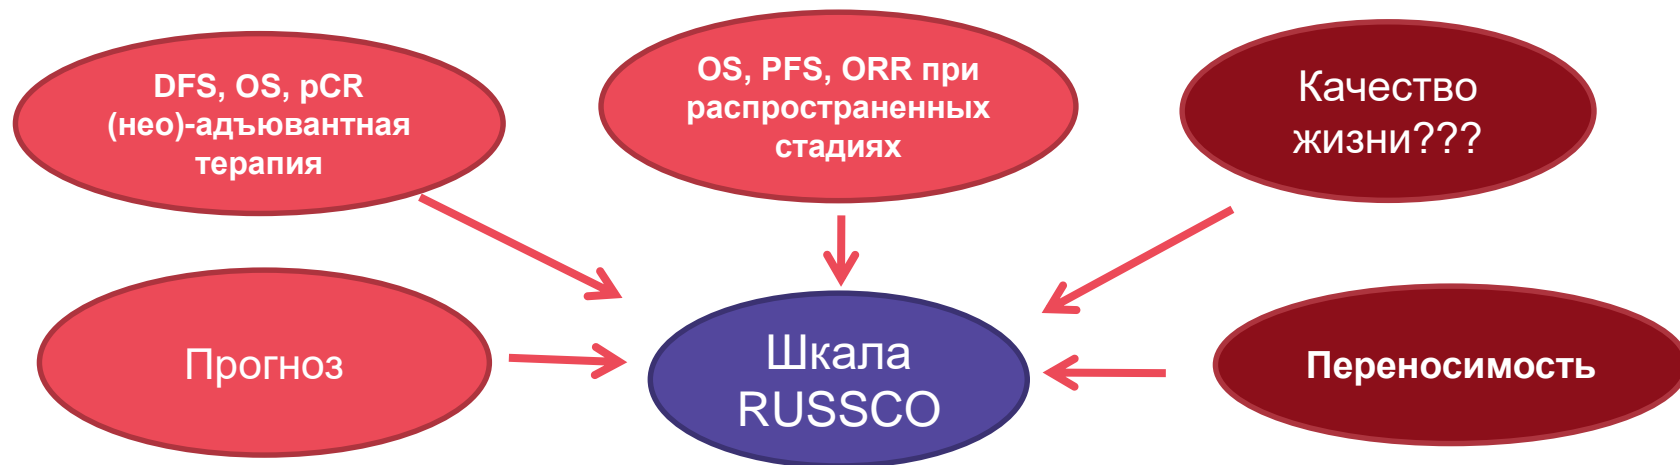 DFS, OS, pCR
(нео)-адъювантная
терапия
OS, PFS, ORR при
распространенных
стадиях
Качество
жизни???
Прогноз
Шкала
RUSSCO
Переносимость